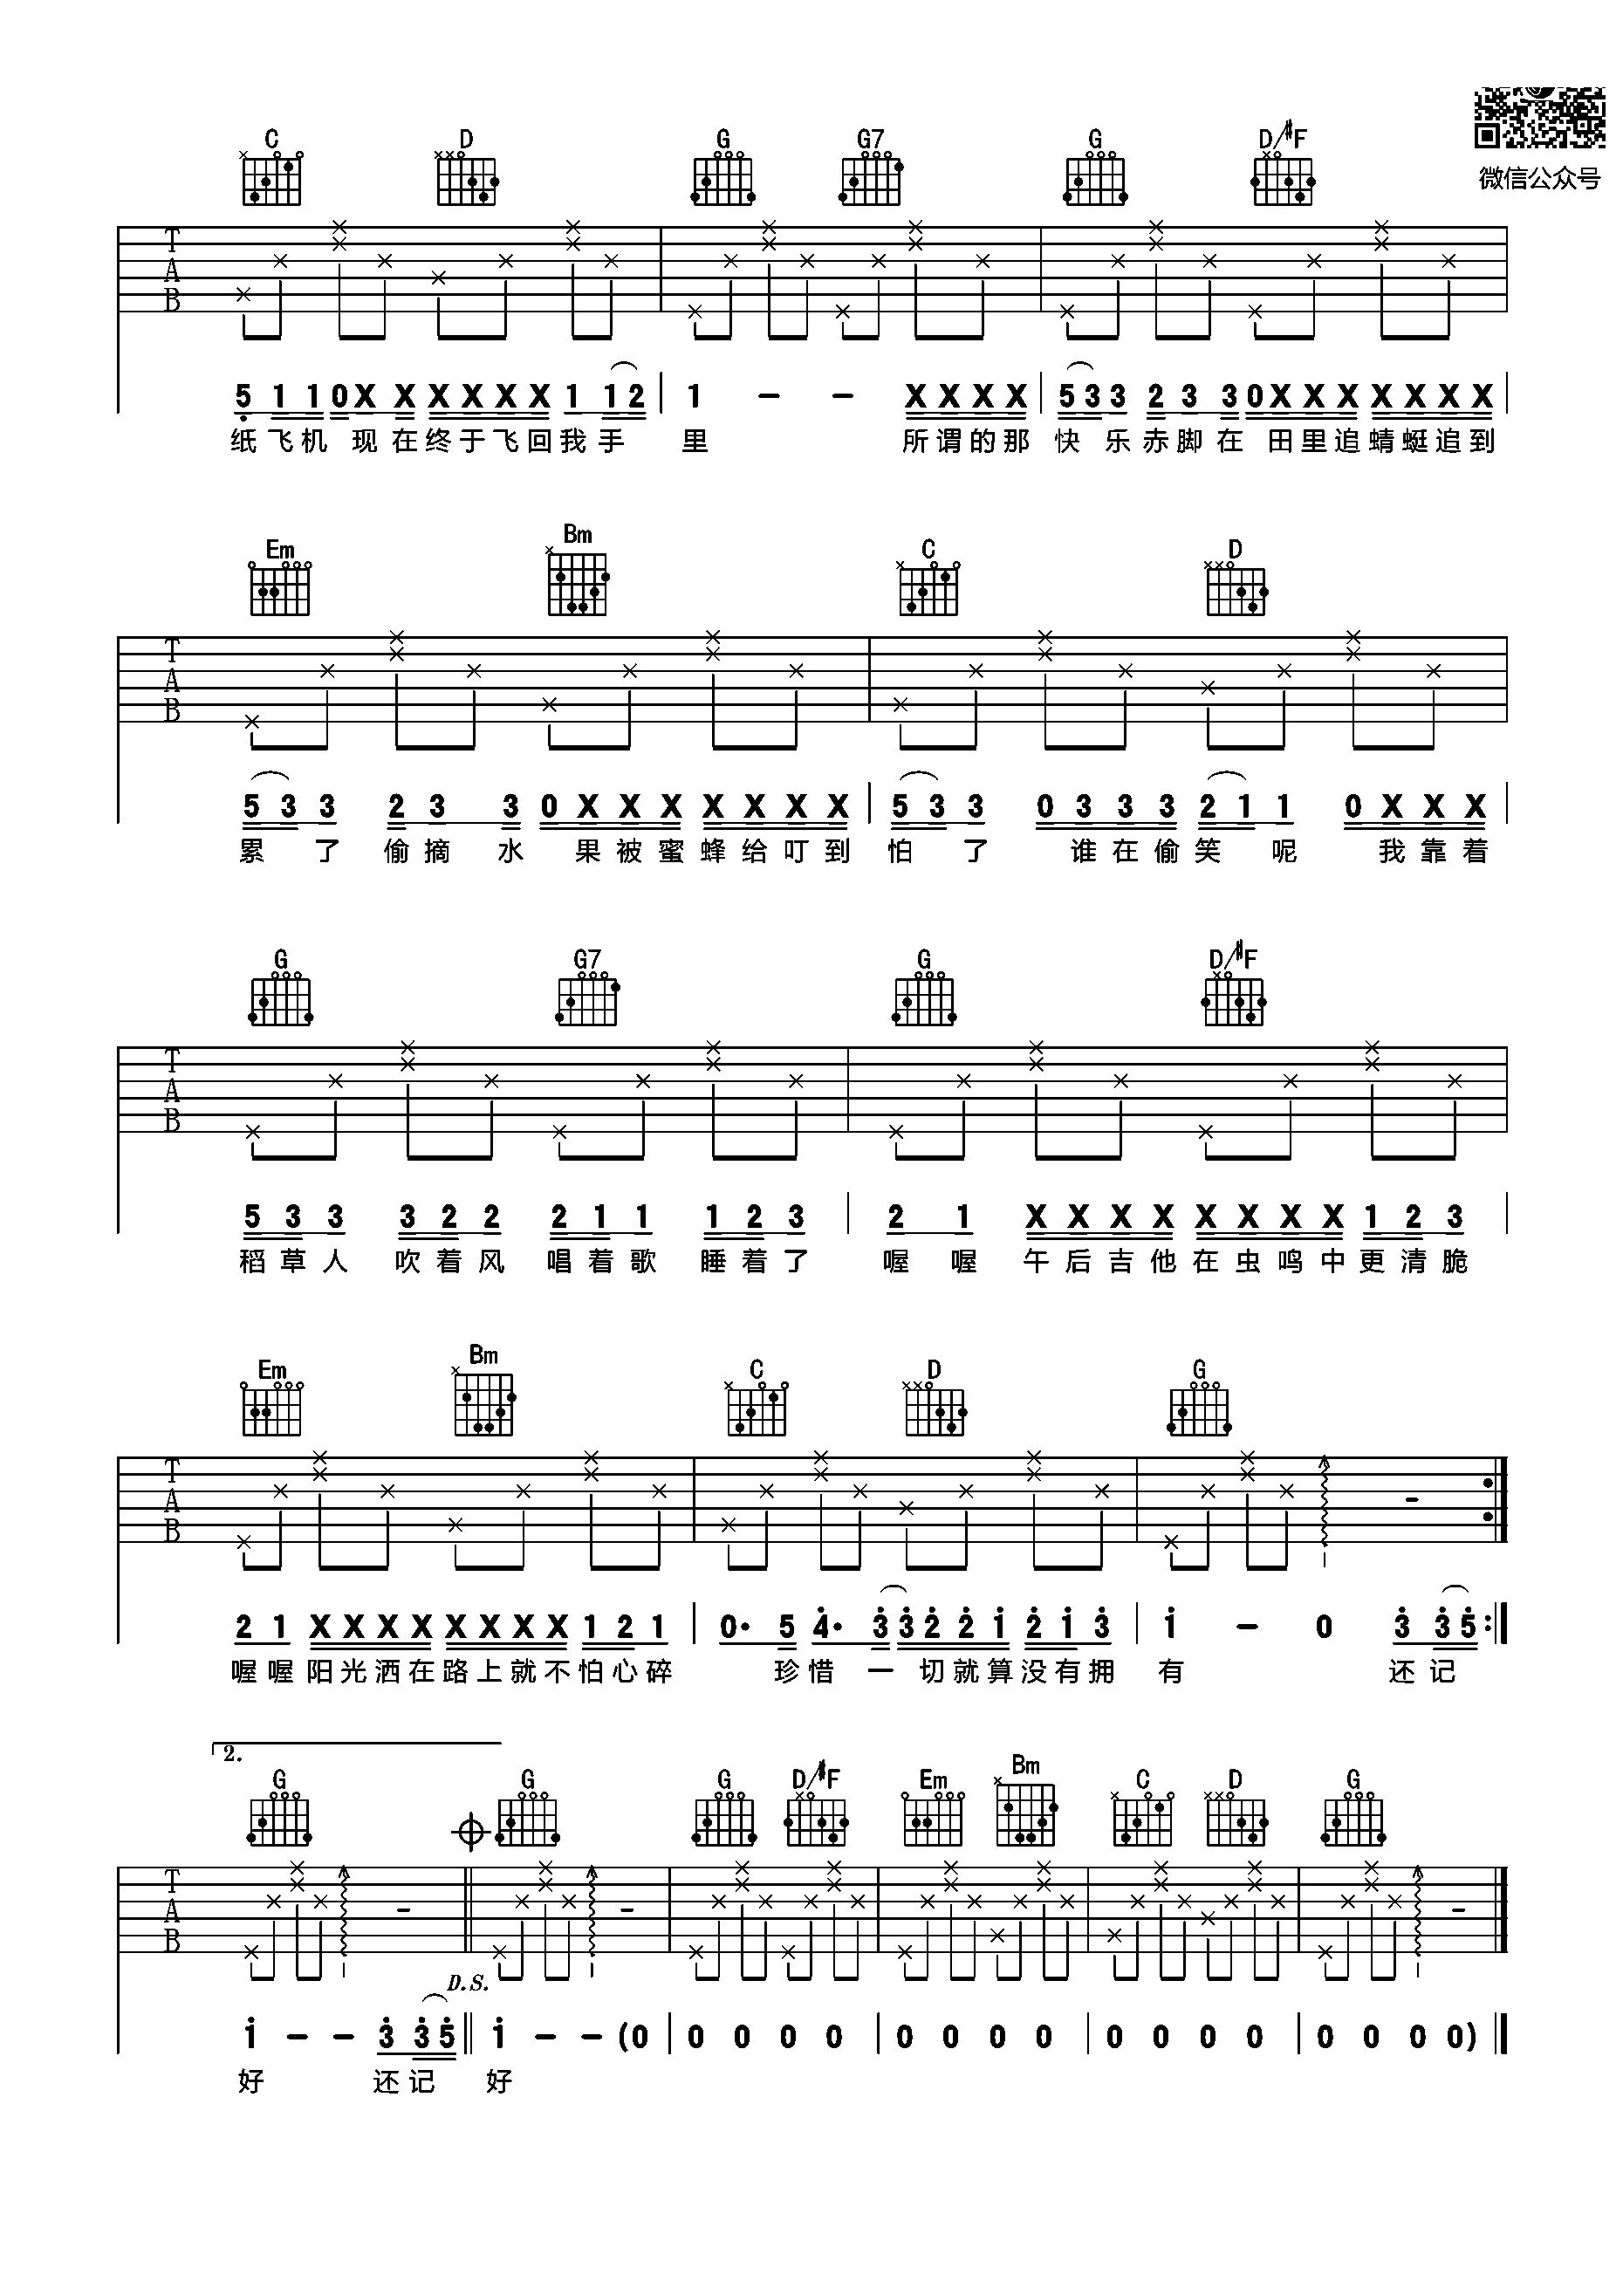 微信公众号
C D G G7 G D/#F
T A B
5 1 1 0 X X X X X X 1 1 2 | 1 - - X X X X | 5 3 3 2 3 3 0 X X X X X X X |
纸飞机 现在终于飞回我手 里 所谓的那 快乐赤脚在 田里追蜻蜓追到
Em Bm C D
T A B
5 3 3 2 3 3 0 X X X X X X X | 5 3 3 0 3 3 3 2 1 1 0 X X X |
累了偷摘水 果被蜜蜂给叮到 怕了 谁在偷笑呢 我靠着
G G7 G D/#F
T A B
5 3 3 3 2 2 2 1 1 1 2 3 | 2 1 X X X X X X X X 1 2 3 |
稻草人 吹着风 唱着歌 睡着了 喔喔 午后吉他在虫鸣中更清脆
Em Bm C D G
T A B
2 1 X X X X X X X X 1 2 1 | 0· 5 4· 3 3 2 2 1 2 1 3 | 1 - 0 3 3 5 :|
喔喔阳光洒在路上就不怕心碎 珍惜一切就算没有拥 有 还记
2.
G G G D/#F Em Bm C D G
T A B
D.S.
1 - - 3 3 5 || 1 - - (0 | 0 0 0 0 | 0 0 0 0 | 0 0 0 0 | 0 0 0 0) |
好 还记 好